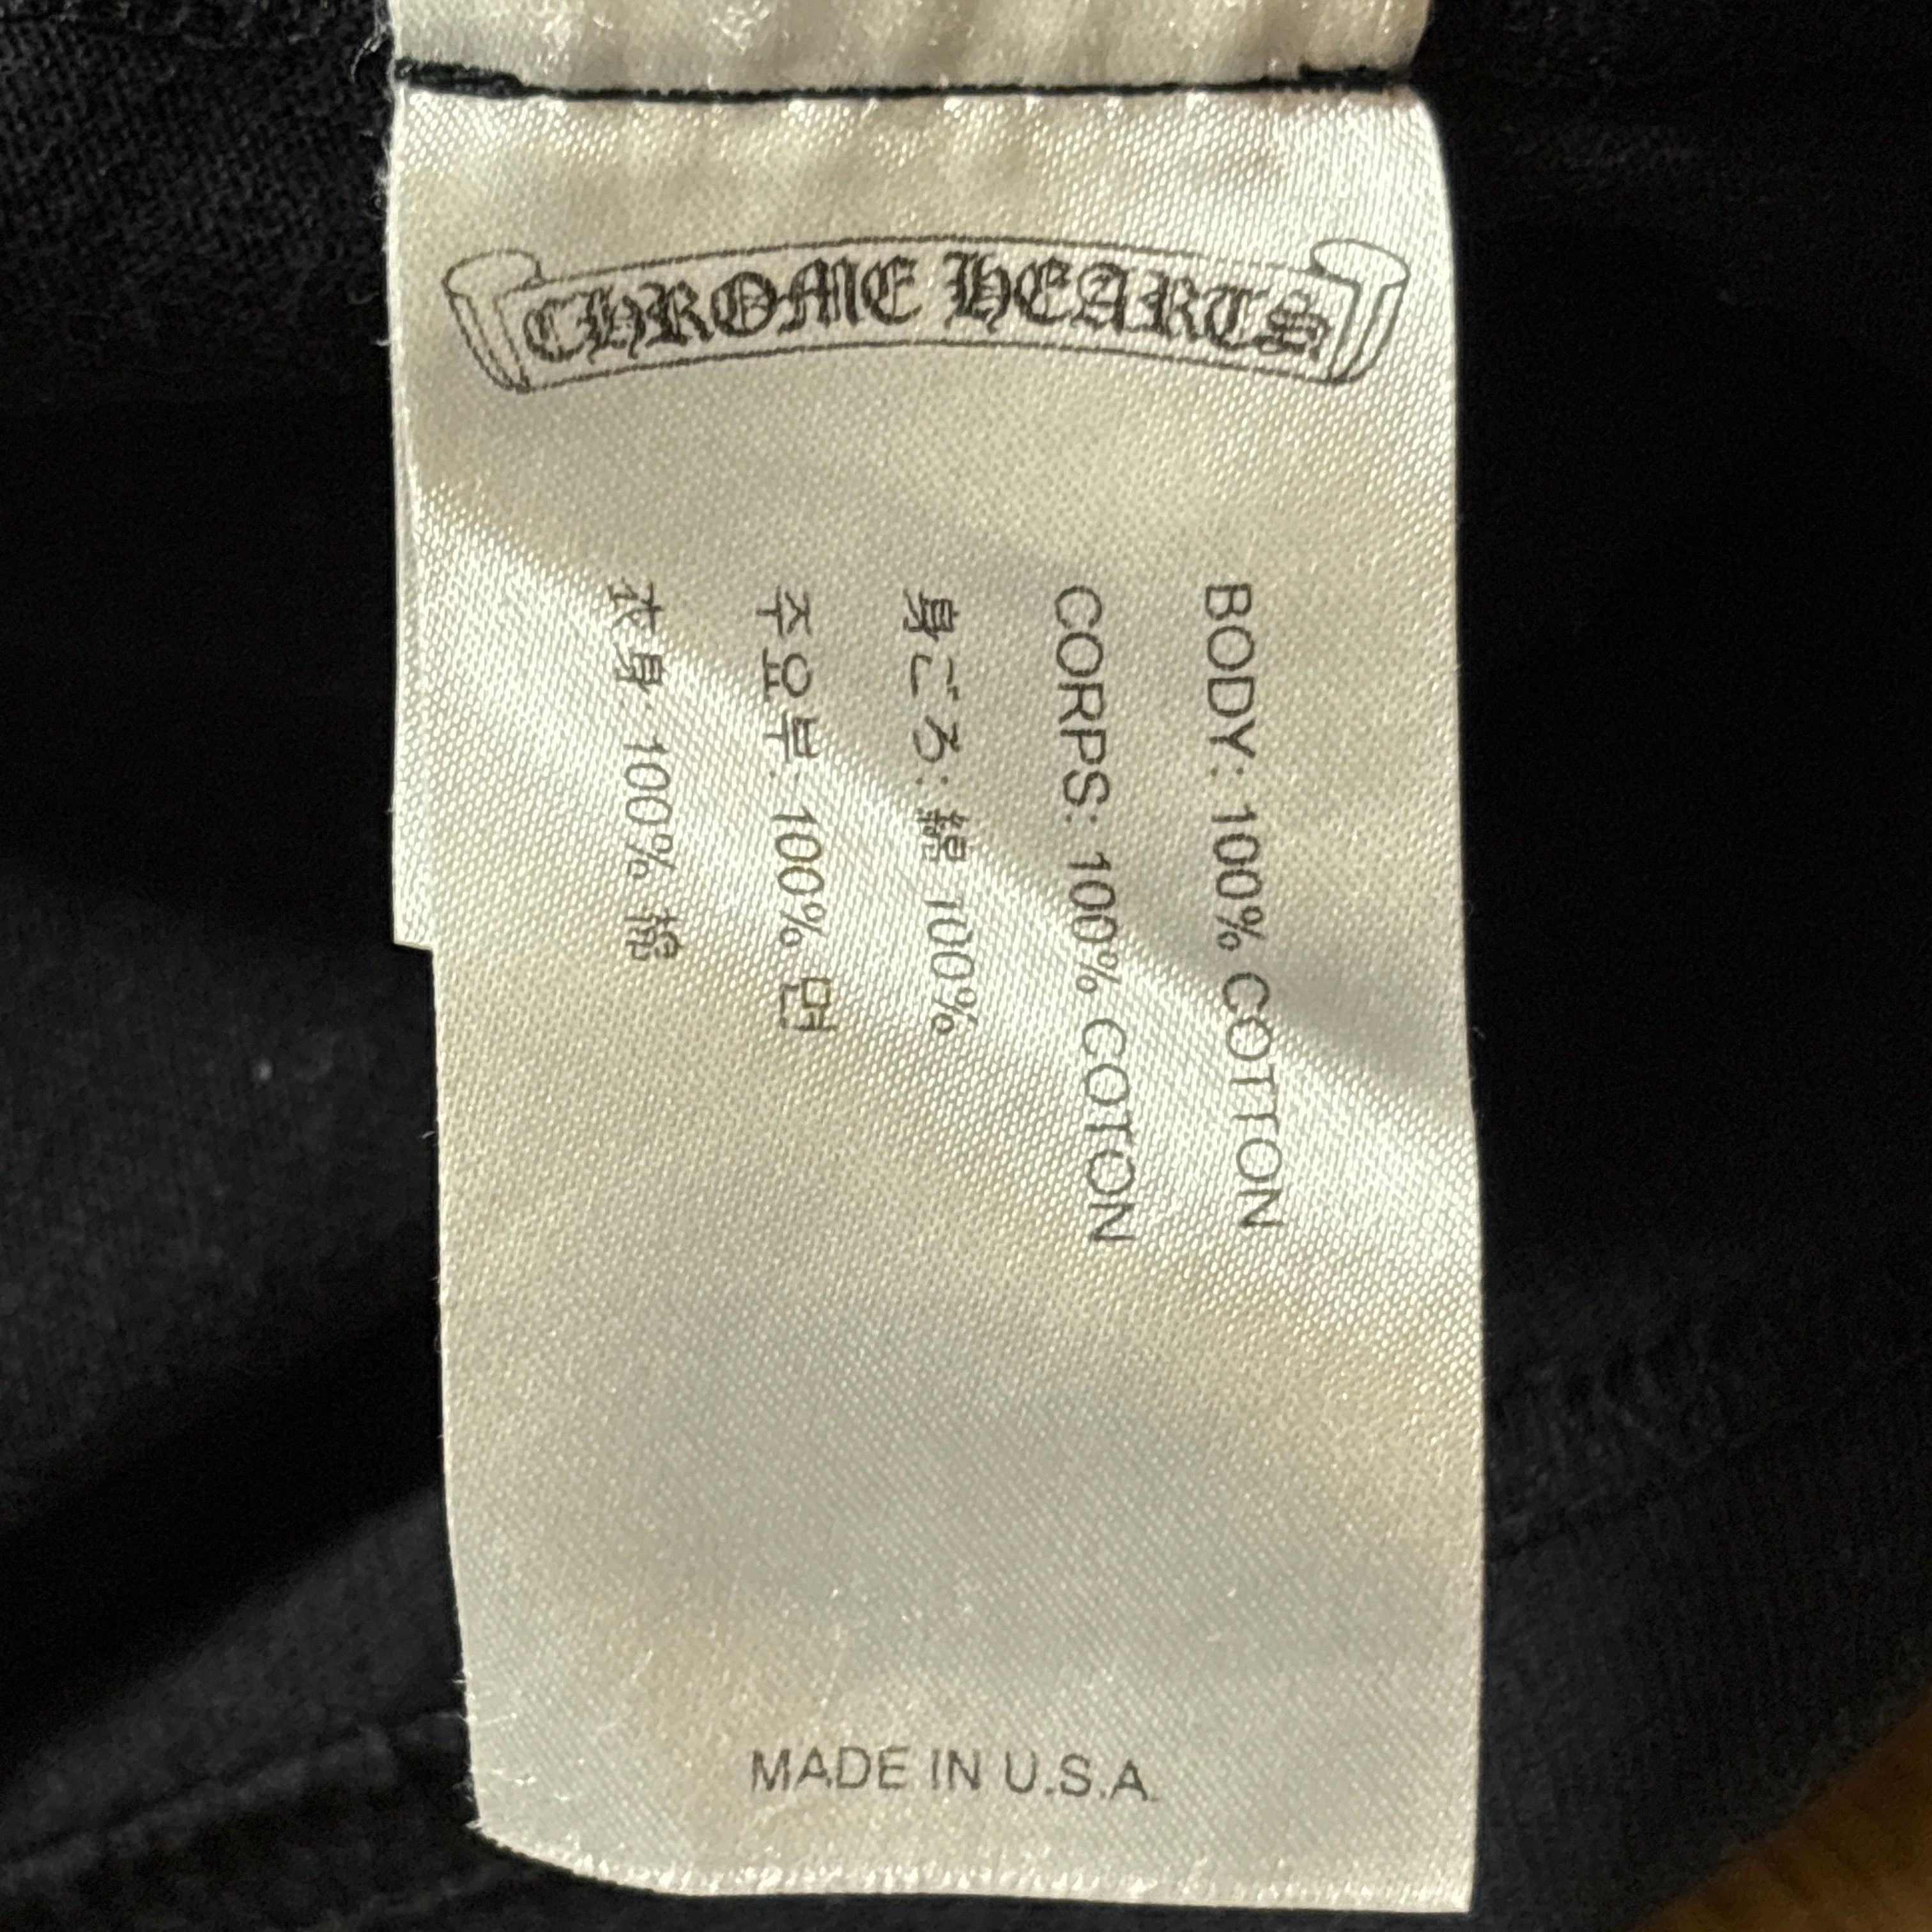 CHROME HEARTS
BODY: 100% COTTON
CORPS: 100% COTON
身ごろ: 綿 100%
주요부: 100% 면
衣身: 100% 棉
MADE IN U.S.A.